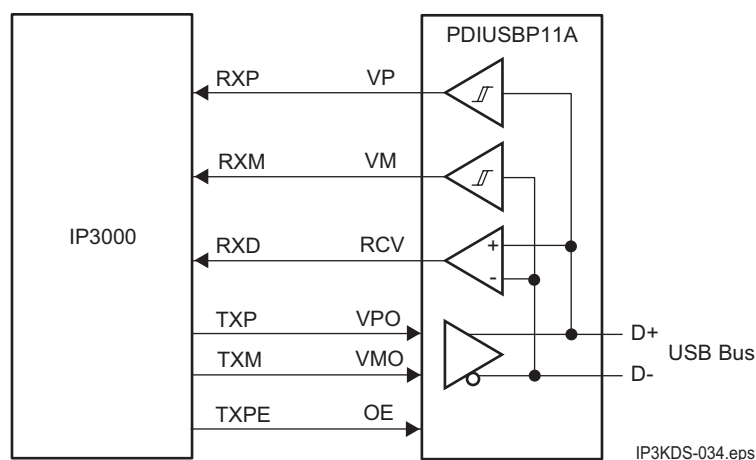 PDIUSBP11A
RXP VP
RXM VM
IP3000
RXD RCV
+
-
TXP VPO
D+
USB Bus
TXM VMO
D-
TXPE OE
IP3KDS-034.eps